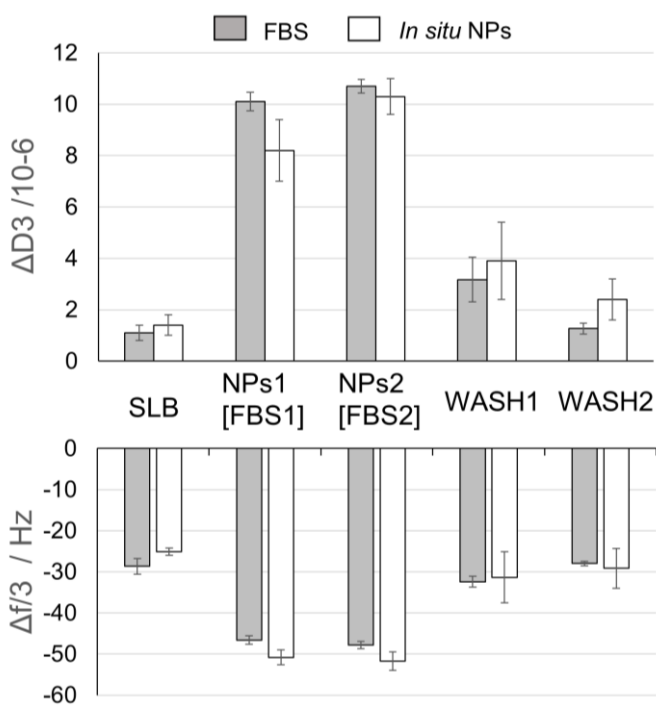 FBS In situ NPs
12
10
8
6
4
2
0
ΔD3 /10-6
SLB
NPs1
[FBS1]
NPs2
[FBS2]
WASH1
WASH2
0
-10
-20
-30
-40
-50
-60
Δf/3 / Hz